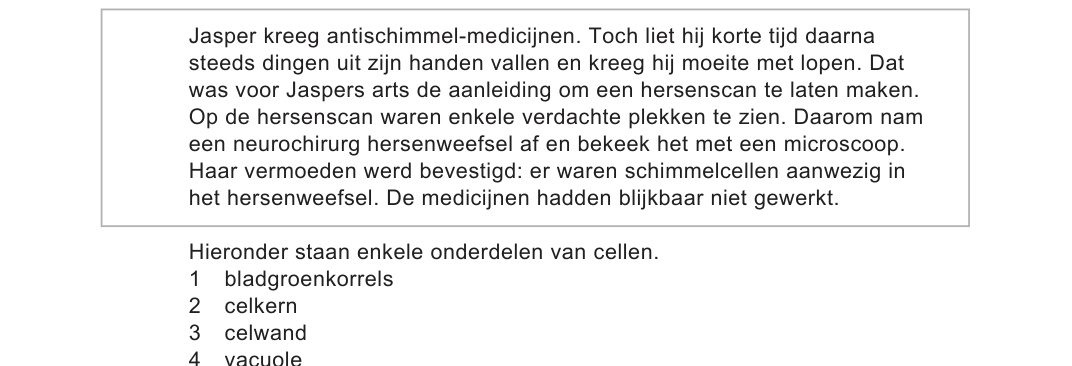 Jasper kreeg antischimmel-medicijnen. Toch liet hij korte tijd daarna
steeds dingen uit zijn handen vallen en kreeg hij moeite met lopen. Dat
was voor Jaspers arts de aanleiding om een hersenscan te laten maken.
Op de hersenscan waren enkele verdachte plekken te zien. Daarom nam
een neurochirurg hersenweefsel af en bekeek het met een microscoop.
Haar vermoeden werd bevestigd: er waren schimmelcellen aanwezig in
het hersenweefsel. De medicijnen hadden blijkbaar niet gewerkt.
Hieronder staan enkele onderdelen van cellen.
1 bladgroenkorrels
2 celkern
3 celwand
4 vacuole